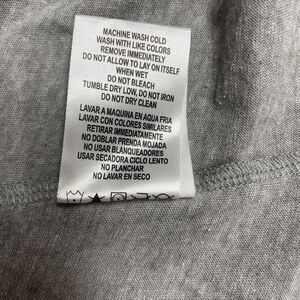 MACHINE WASH COLD
WASH WITH LIKE COLORS
REMOVE IMMEDIATELY
DO NOT ALLOW TO LAY ON ITSELF
WHEN WET
DO NOT BLEACH
TUMBLE DRY LOW, DO NOT IRON
DO NOT DRY CLEAN
LAVAR A MAQUINA EN AQUA FRIA
LAVAR CON COLORES SIMILARES
RETIRAR IMMEDIATAMENTE
NO DOBLAR PRENDA MOJADA
NO USAR BLANQUEADORES
USAR SECADORA CICLO LENTO
NO PLANCHAR
NO LAVAR EN SECO